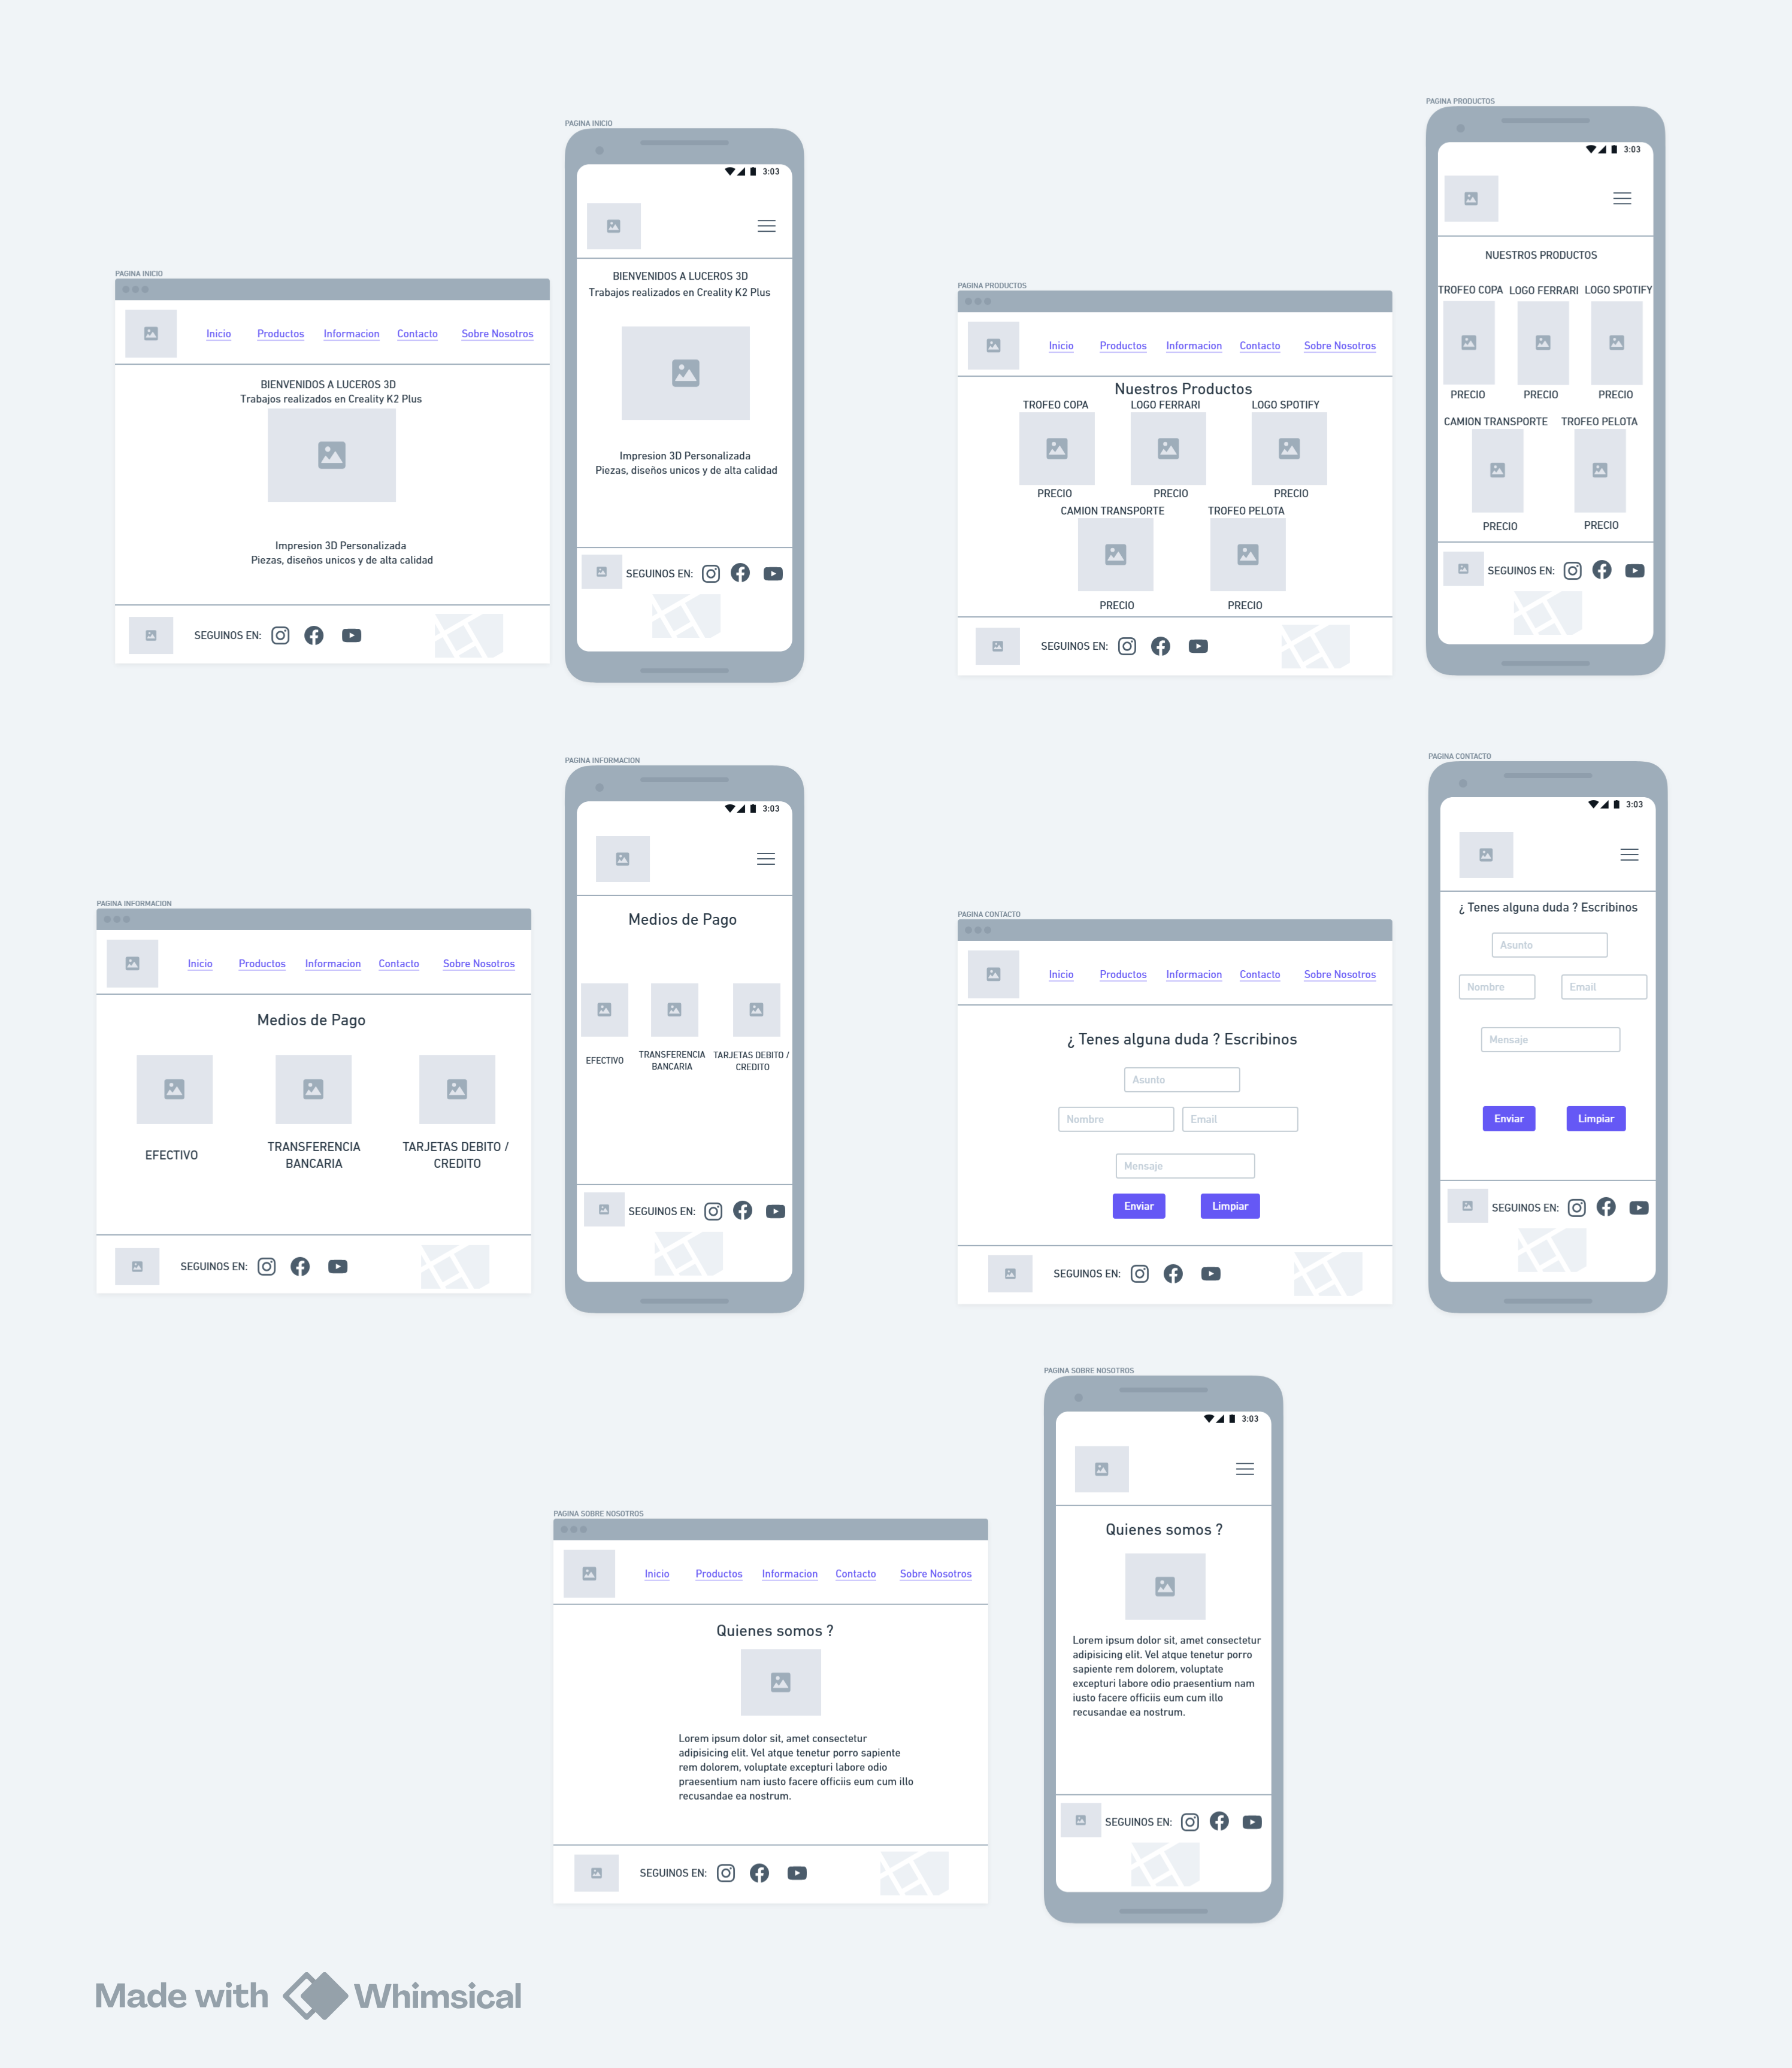 PAGINA INICIO
Inicio Productos Informacion Contacto Sobre Nosotros
BIENVENIDOS A LUCEROS 3D
Trabajos realizados en Creality K2 Plus
Impresion 3D Personalizada
Piezas, diseños unicos y de alta calidad
SEGUINOS EN:
PAGINA INICIO
3:03
BIENVENIDOS A LUCEROS 3D
Trabajos realizados en Creality K2 Plus
Impresion 3D Personalizada
Piezas, diseños unicos y de alta calidad
SEGUINOS EN:
PAGINA PRODUCTOS
Inicio Productos Informacion Contacto Sobre Nosotros
Nuestros Productos
TROFEO COPA LOGO FERRARI LOGO SPOTIFY
PRECIO PRECIO PRECIO
CAMION TRANSPORTE TROFEO PELOTA
PRECIO PRECIO
SEGUINOS EN:
PAGINA PRODUCTOS
3:03
NUESTROS PRODUCTOS
TROFEO COPA LOGO FERRARI LOGO SPOTIFY
PRECIO PRECIO PRECIO
CAMION TRANSPORTE TROFEO PELOTA
PRECIO PRECIO
SEGUINOS EN:
PAGINA INFORMACION
Inicio Productos Informacion Contacto Sobre Nosotros
Medios de Pago
EFECTIVO
TRANSFERENCIA
BANCARIA
TARJETAS DEBITO /
CREDITO
SEGUINOS EN:
PAGINA INFORMACION
3:03
Medios de Pago
EFECTIVO
TRANSFERENCIA
BANCARIA
TARJETAS DEBITO /
CREDITO
SEGUINOS EN:
PAGINA CONTACTO
Inicio Productos Informacion Contacto Sobre Nosotros
¿ Tenes alguna duda ? Escribinos
Asunto
Nombre Email
Mensaje
Enviar Limpiar
SEGUINOS EN:
PAGINA CONTACTO
3:03
¿ Tenes alguna duda ? Escribinos
Asunto
Nombre Email
Mensaje
Enviar Limpiar
SEGUINOS EN:
PAGINA SOBRE NOSOTROS
Inicio Productos Informacion Contacto Sobre Nosotros
Quienes somos ?
Lorem ipsum dolor sit, amet consectetur
adipisicing elit. Vel atque tenetur porro sapiente
rem dolorem, voluptate excepturi labore odio
praesentium nam iusto facere officiis eum cum illo
recusandae ea nostrum.
SEGUINOS EN:
PAGINA SOBRE NOSOTROS
3:03
Quienes somos ?
Lorem ipsum dolor sit, amet consectetur
adipisicing elit. Vel atque tenetur porro
sapiente rem dolorem, voluptate
excepturi labore odio praesentium nam
iusto facere officiis eum cum illo
recusandae ea nostrum.
SEGUINOS EN:
Made with Whimsical